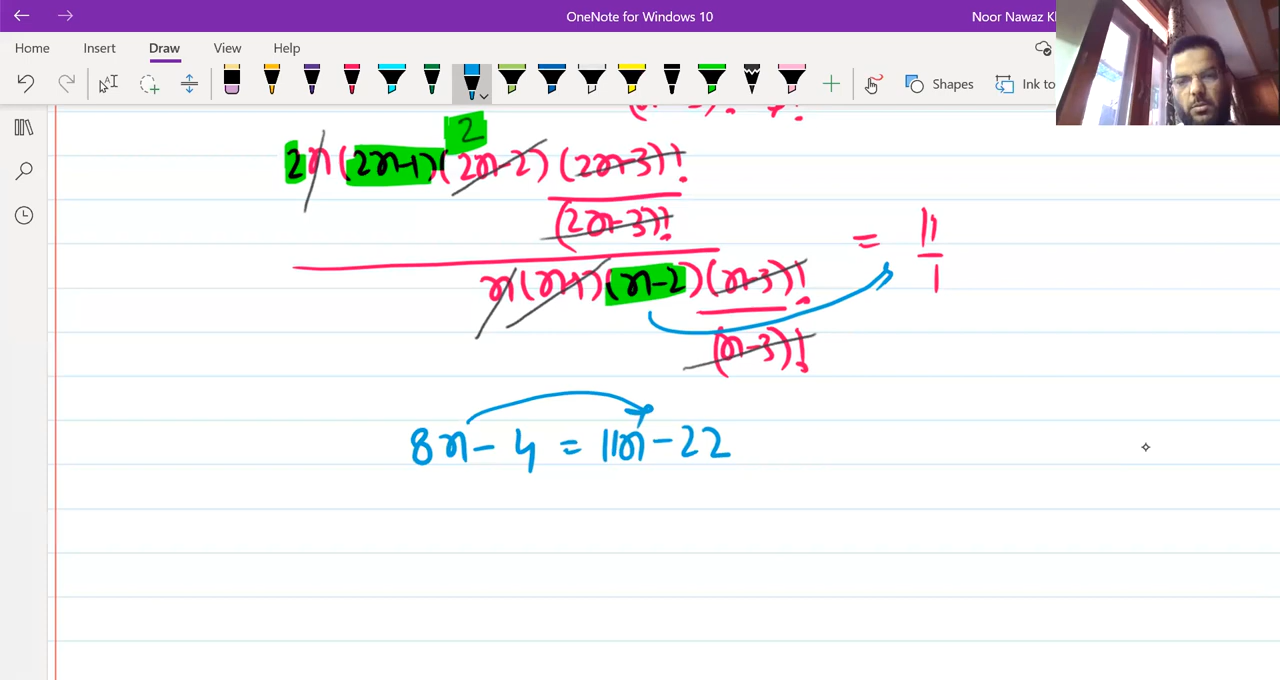 OneNote for Windows 10
Noor Nawaz Kh
Home Insert Draw View Help
Shapes Ink to
2
2n(2n-1)(2n-2)(2n-3)!
(2n-3)!
n(n-1)(n-2)(n-3)!
(n-3)!
= 11/1
8n - 4 = 11n - 22